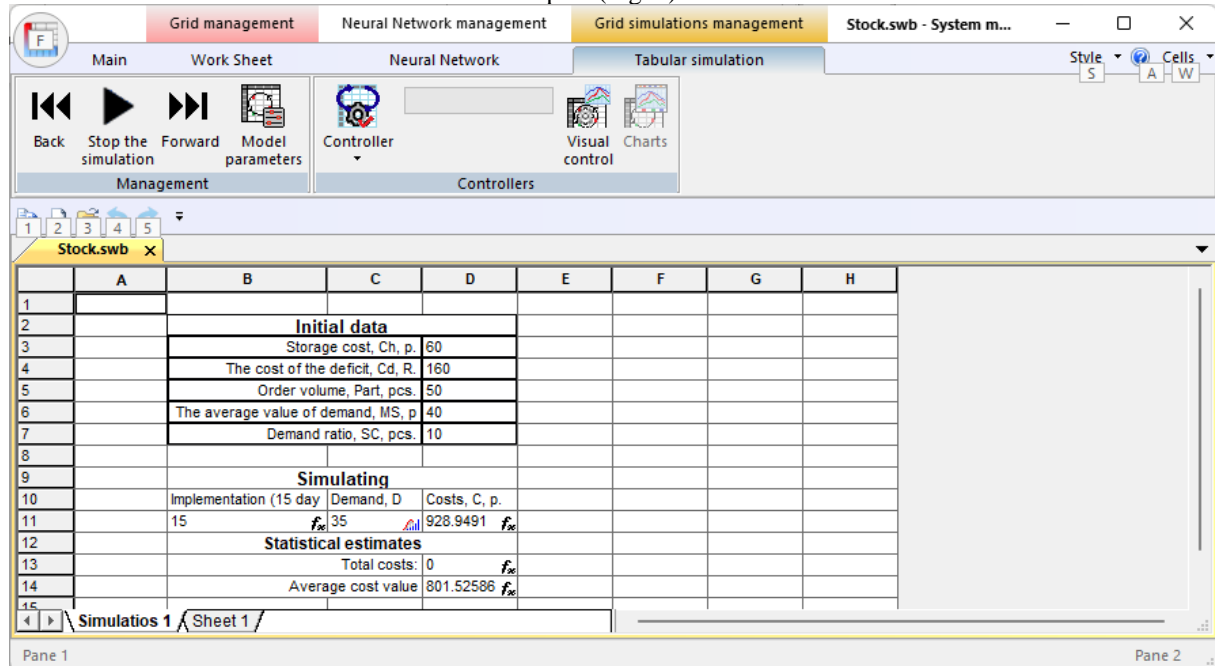 Grid management Neural Network management Grid simulations management Stock.swb - System m...
F
Main Work Sheet Neural Network Tabular simulation Style Cells
S A W
Back Stop the simulation Forward Model parameters Controller Visual control Charts
Management Controllers
1 2 3 4 5
Stock.swb
A B C D E F G H
1
2 Initial data
3 Storage cost, Ch, p. 60
4 The cost of the deficit, Cd, R. 160
5 Order volume, Part, pcs. 50
6 The average value of demand, MS, p 40
7 Demand ratio, SC, pcs. 10
8
9 Simulating
10 Implementation (15 day Demand, D Costs, C, p.
11 15 fx 35 928.9491 fx
12 Statistical estimates
13 Total costs: 0 fx
14 Average cost value 801.52586 fx
15
Simulatios 1 Sheet 1
Pane 1 Pane 2